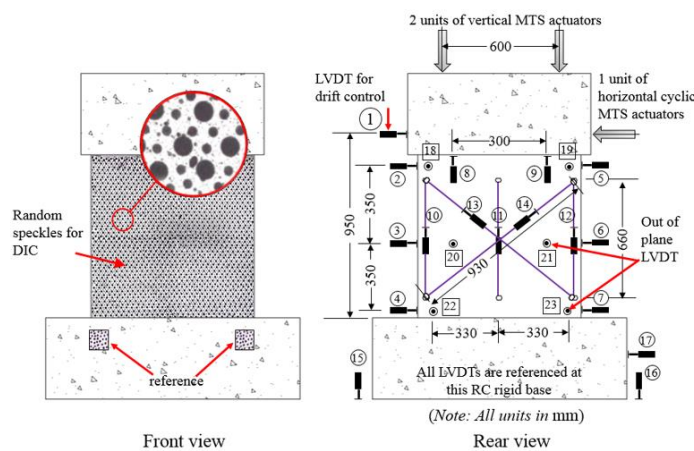 2 units of vertical MTS actuators
600
LVDT for
drift control
1 unit of
horizontal cyclic
MTS actuators
1
300
18
19
2
8
9
5
Random
speckles for
DIC
950
350
350
10
13
11
14
12
660
3
6
20
21
930
Out of
plane
LVDT
4
22
23
7
330
330
reference
15
17
16
All LVDTs are referenced at
this RC rigid base
(Note: All units in mm)
Front view
Rear view